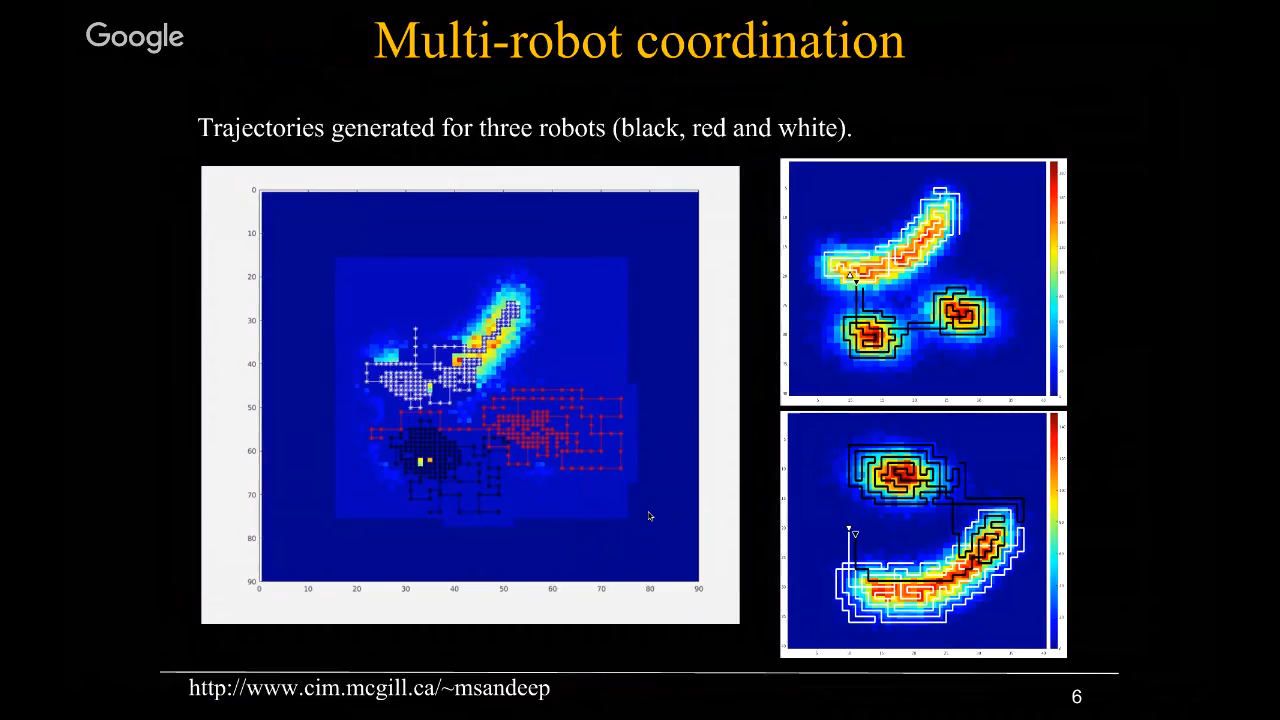 Google
Multi-robot coordination
Trajectories generated for three robots (black, red and white).
0
10
20
30
40
50
60
70
80
90
0 10 20 30 40 50 60 70 80 90
http://www.cim.mcgill.ca/~msandeep
6